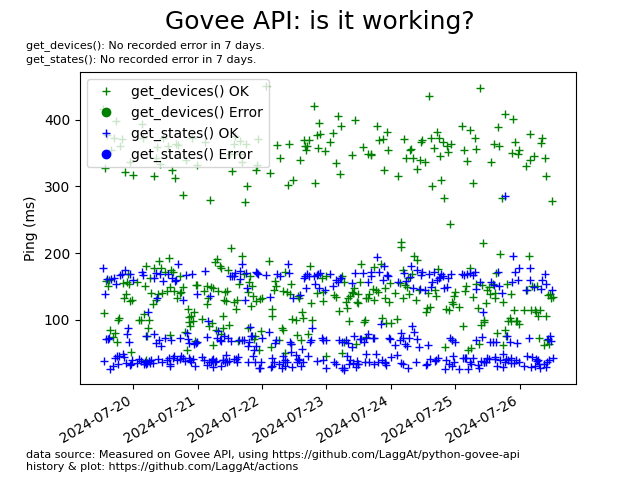 Govee API: is it working?
get_devices(): No recorded error in 7 days.
get_states(): No recorded error in 7 days.
get_devices() OK
get_devices() Error
get_states() OK
get_states() Error
400
300
200
100
Ping (ms)
2024-07-20
2024-07-21
2024-07-22
2024-07-23
2024-07-24
2024-07-25
2024-07-26
data source: Measured on Govee API, using https://github.com/LaggAt/python-govee-api
history & plot: https://github.com/LaggAt/actions